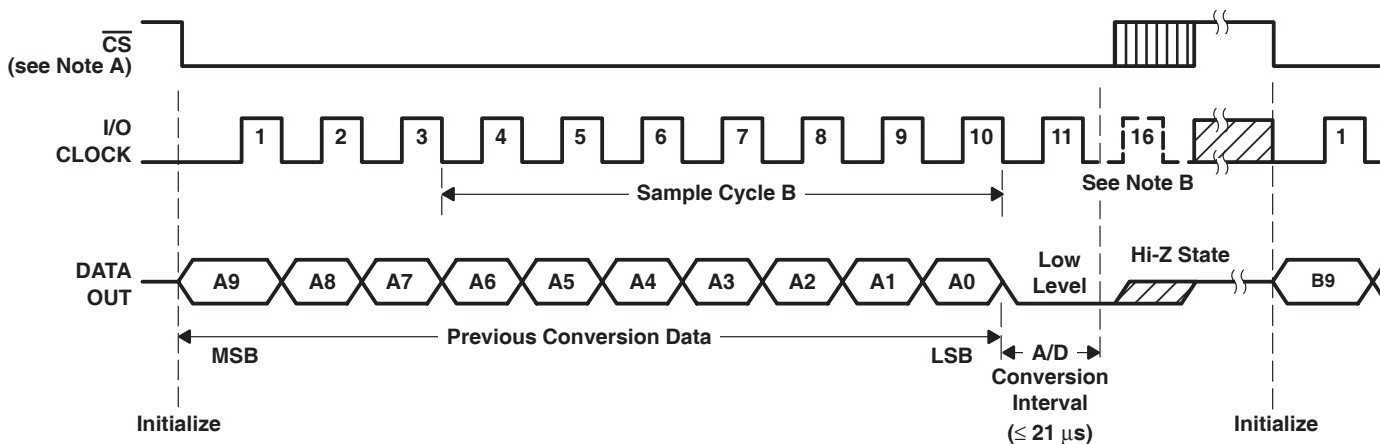 CS
(see Note A)
I/O
CLOCK
1 2 3 4 5 6 7 8 9 10 11 16 1
See Note B
Sample Cycle B
DATA
OUT
A9 A8 A7 A6 A5 A4 A3 A2 A1 A0
Low
Level
Hi-Z State
B9
Previous Conversion Data
MSB
LSB
A/D
Conversion
Interval
(≤ 21 μs)
Initialize
Initialize